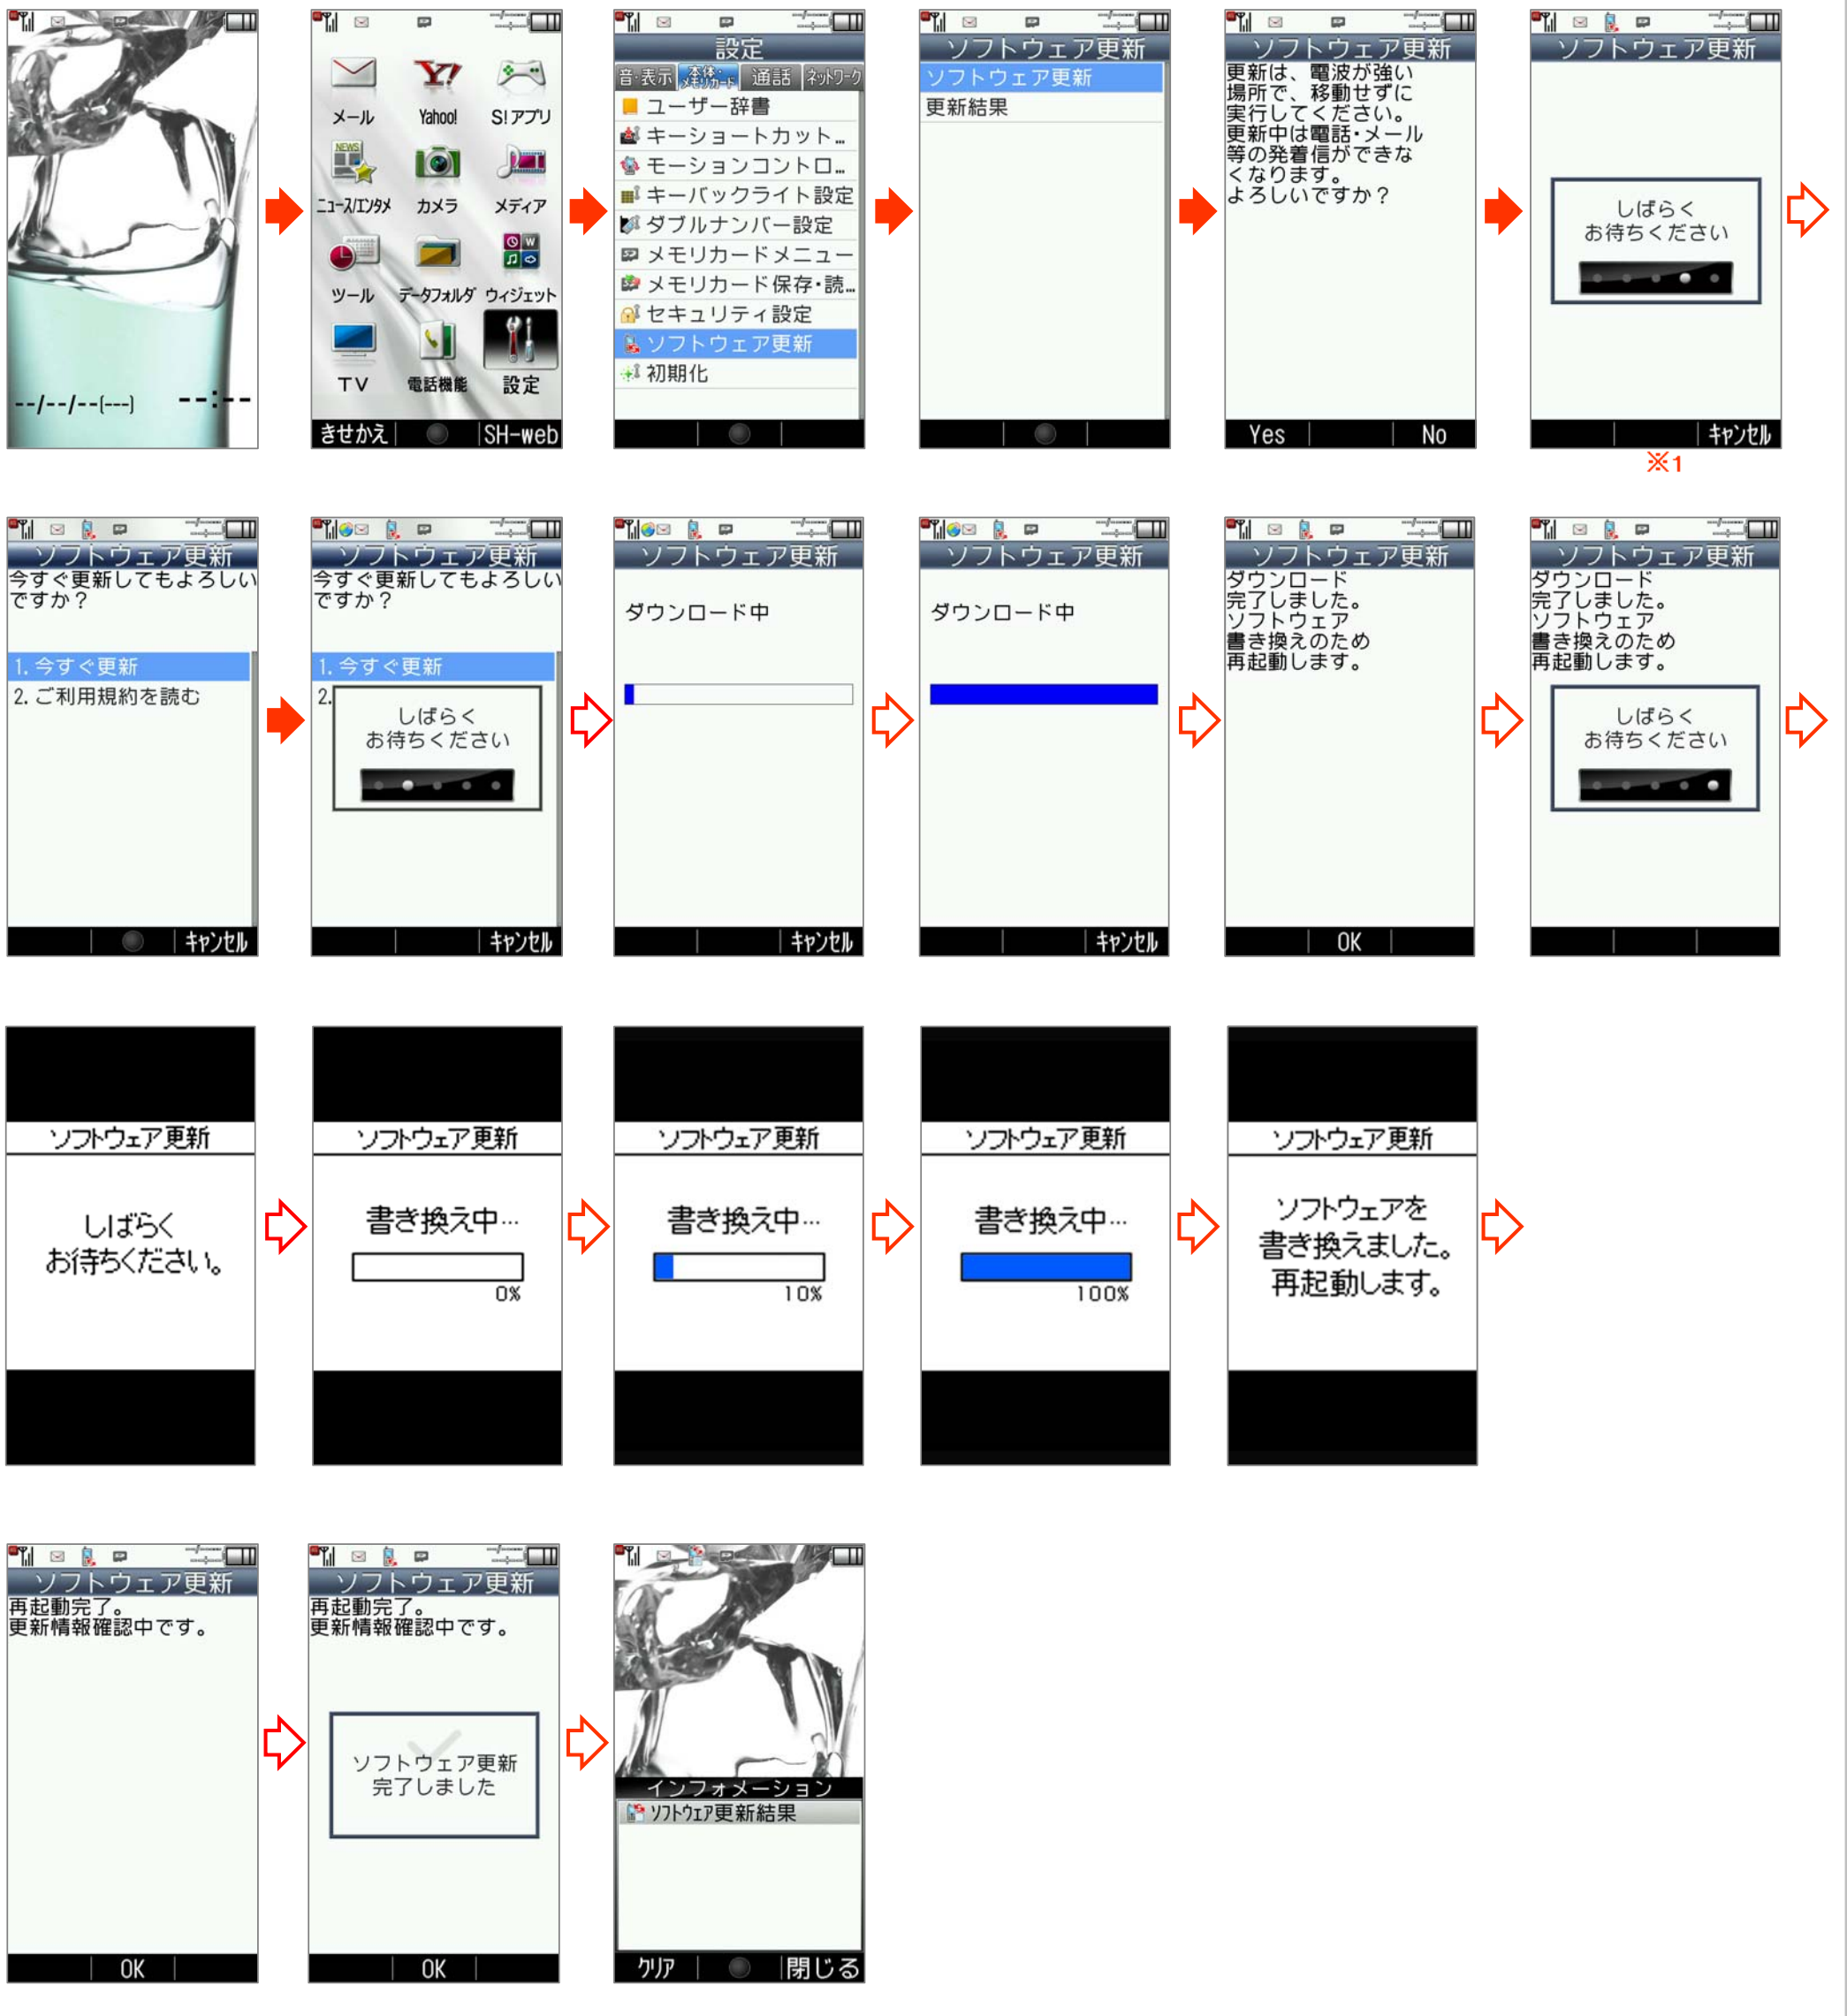 --/--/--(---) --:--
メール
Yahoo!
S!アプリ
NEWS
ニュース/エンタメ
カメラ
メディア
ツール
データフォルダ
ウィジェット
TV
電話機能
設定
きせかえ
SH-web
設定
音・表示
本体・メモリカード
通話
ネットワーク
ユーザー辞書
キーショートカット…
モーションコントロ…
キーバックライト設定
ダブルナンバー設定
メモリカードメニュー
メモリカード保存・読…
セキュリティ設定
ソフトウェア更新
初期化
ソフトウェア更新
ソフトウェア更新
更新結果
ソフトウェア更新
更新は、電波が強い
場所で、移動せずに
実行してください。
更新中は電話・メール
等の発着信ができな
くなります。
よろしいですか？
Yes
No
ソフトウェア更新
しばらく
お待ちください
キャンセル
※1
ソフトウェア更新
今すぐ更新してもよろしい
ですか？
1.今すぐ更新
2.ご利用規約を読む
キャンセル
ソフトウェア更新
今すぐ更新してもよろしい
ですか？
1.今すぐ更新
2.
しばらく
お待ちください
キャンセル
ソフトウェア更新
ダウンロード中
キャンセル
ソフトウェア更新
ダウンロード中
キャンセル
ソフトウェア更新
ダウンロード
完了しました。
ソフトウェア
書き換えのため
再起動します。
OK
ソフトウェア更新
ダウンロード
完了しました。
ソフトウェア
書き換えのため
再起動します。
しばらく
お待ちください
ソフトウェア更新
しばらく
お待ちください。
ソフトウェア更新
書き換え中…
0%
ソフトウェア更新
書き換え中…
10%
ソフトウェア更新
書き換え中…
100%
ソフトウェア更新
ソフトウェアを
書き換えました。
再起動します。
ソフトウェア更新
再起動完了。
更新情報確認中です。
OK
ソフトウェア更新
再起動完了。
更新情報確認中です。
ソフトウェア更新
完了しました
OK
インフォメーション
ソフトウェア更新結果
クリア
閉じる